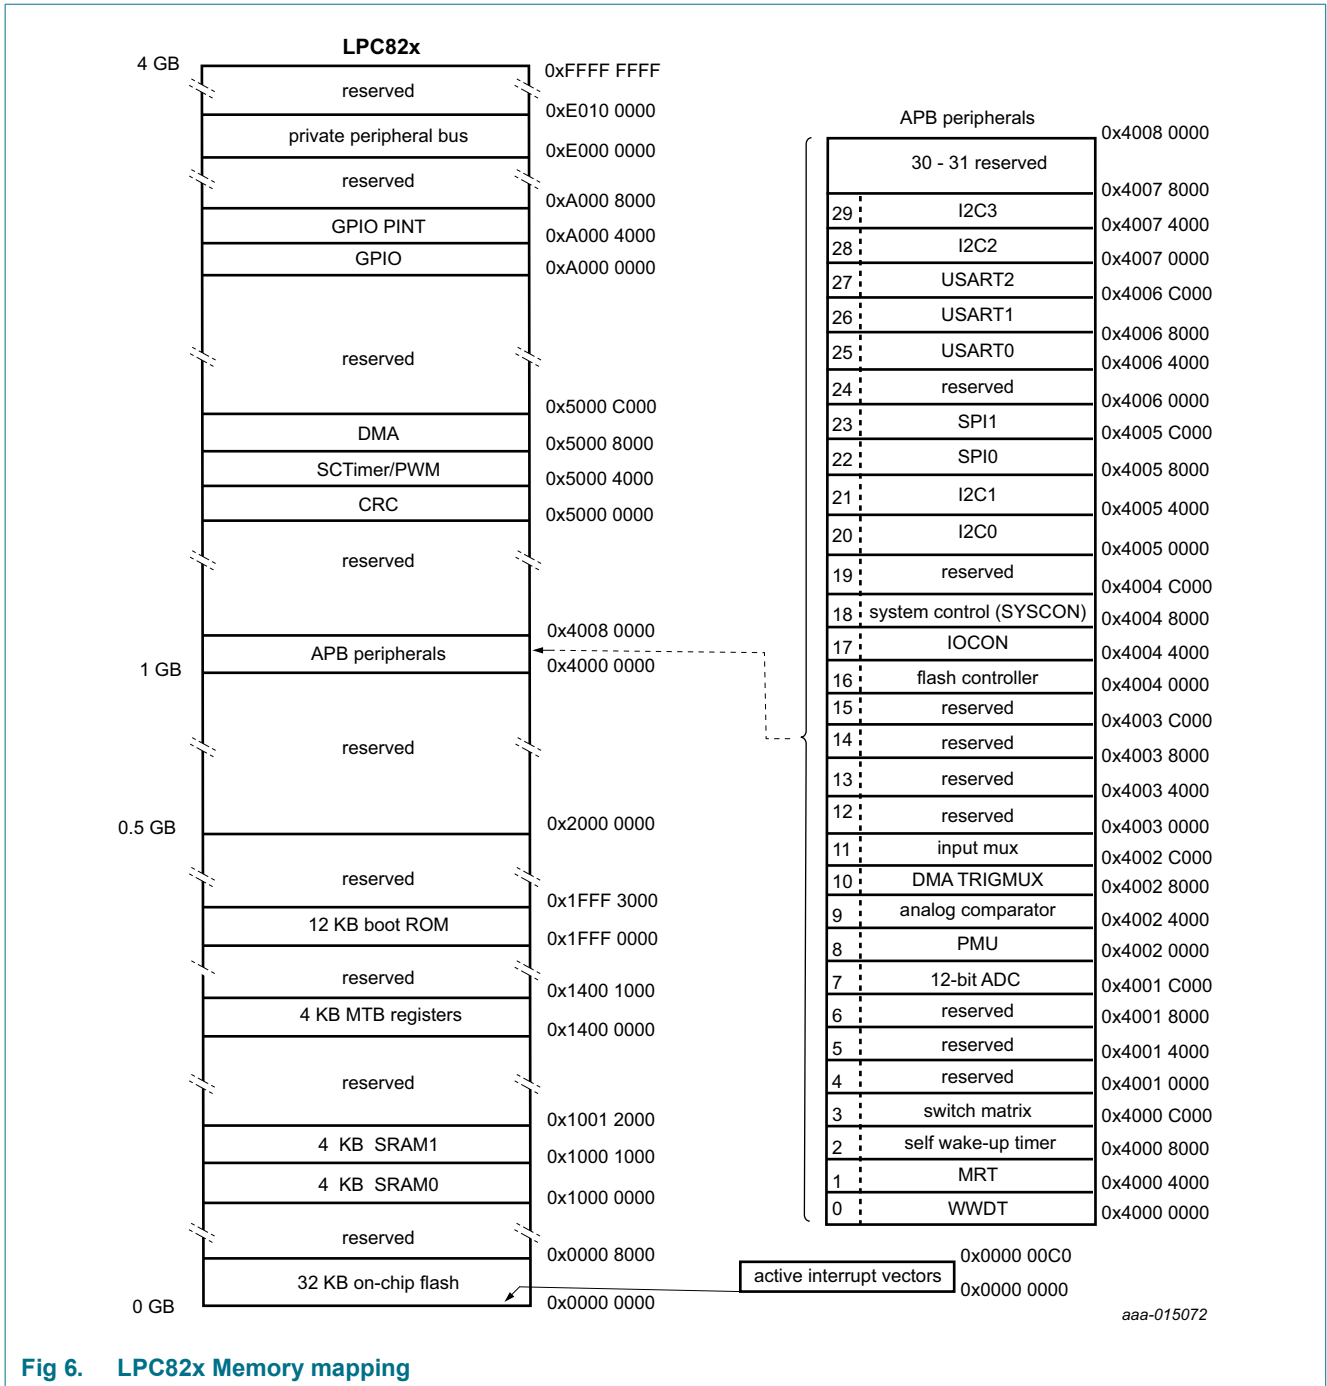 LPC82x
4 GB
0xFFFF FFFF
reserved
0xE010 0000
private peripheral bus
0xE000 0000
reserved
0xA000 8000
GPIO PINT
0xA000 4000
GPIO
0xA000 0000
reserved
0x5000 C000
DMA
0x5000 8000
SCTimer/PWM
0x5000 4000
CRC
0x5000 0000
reserved
0x4008 0000
APB peripherals
1 GB
0x4000 0000
reserved
0.5 GB
0x2000 0000
reserved
0x1FFF 3000
12 KB boot ROM
0x1FFF 0000
reserved
0x1400 1000
4 KB MTB registers
0x1400 0000
reserved
0x1001 2000
4 KB SRAM1
0x1000 1000
4 KB SRAM0
0x1000 0000
reserved
0x0000 8000
32 KB on-chip flash
0 GB
0x0000 0000
APB peripherals
0x4008 0000
30 - 31 reserved
0x4007 8000
29 I2C3
0x4007 4000
28 I2C2
0x4007 0000
27 USART2
0x4006 C000
26 USART1
0x4006 8000
25 USART0
0x4006 4000
24 reserved
0x4006 0000
23 SPI1
0x4005 C000
22 SPI0
0x4005 8000
21 I2C1
0x4005 4000
20 I2C0
0x4005 0000
19 reserved
0x4004 C000
18 system control (SYSCON)
0x4004 8000
17 IOCON
0x4004 4000
16 flash controller
0x4004 0000
15 reserved
0x4003 C000
14 reserved
0x4003 8000
13 reserved
0x4003 4000
12 reserved
0x4003 0000
11 input mux
0x4002 C000
10 DMA TRIGMUX
0x4002 8000
9 analog comparator
0x4002 4000
8 PMU
0x4002 0000
7 12-bit ADC
0x4001 C000
6 reserved
0x4001 8000
5 reserved
0x4001 4000
4 reserved
0x4001 0000
3 switch matrix
0x4000 C000
2 self wake-up timer
0x4000 8000
1 MRT
0x4000 4000
0 WWDT
0x4000 0000
0x0000 00C0
active interrupt vectors
0x0000 0000
aaa-015072
Fig 6. LPC82x Memory mapping